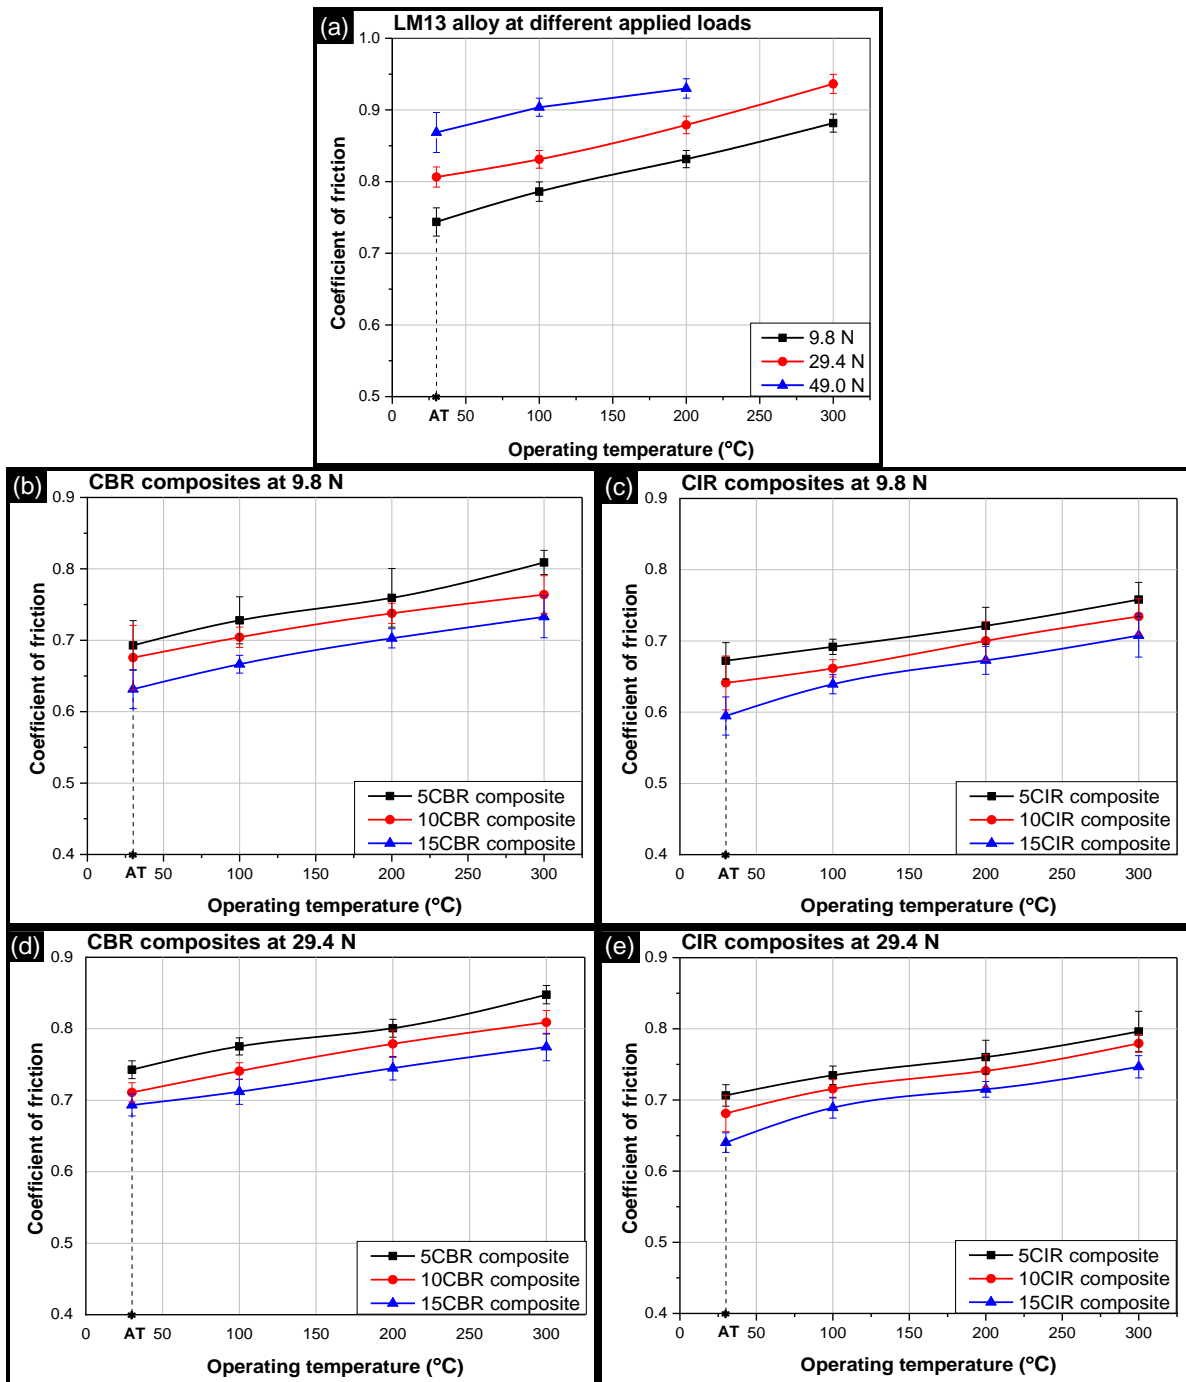 (a)
LM13 alloy at different applied loads
1.0
0.9
0.8
0.7
0.6
0.5
Coefficient of friction
9.8 N
29.4 N
49.0 N
0
AT
50
100
150
200
250
300
Operating temperature (°C)
(b)
CBR composites at 9.8 N
0.9
0.8
0.7
0.6
0.5
0.4
Coefficient of friction
5CBR composite
10CBR composite
15CBR composite
0
AT
50
100
150
200
250
300
Operating temperature (°C)
(c)
CIR composites at 9.8 N
0.9
0.8
0.7
0.6
0.5
0.4
Coefficient of friction
5CIR composite
10CIR composite
15CIR composite
0
AT
50
100
150
200
250
300
Operating temperature (°C)
(d)
CBR composites at 29.4 N
0.9
0.8
0.7
0.6
0.5
0.4
Coefficient of friction
5CBR composite
10CBR composite
15CBR composite
0
AT
50
100
150
200
250
300
Operating temperature (°C)
(e)
CIR composites at 29.4 N
0.9
0.8
0.7
0.6
0.5
0.4
Coefficient of friction
5CIR composite
10CIR composite
15CIR composite
0
AT
50
100
150
200
250
300
Operating temperature (°C)